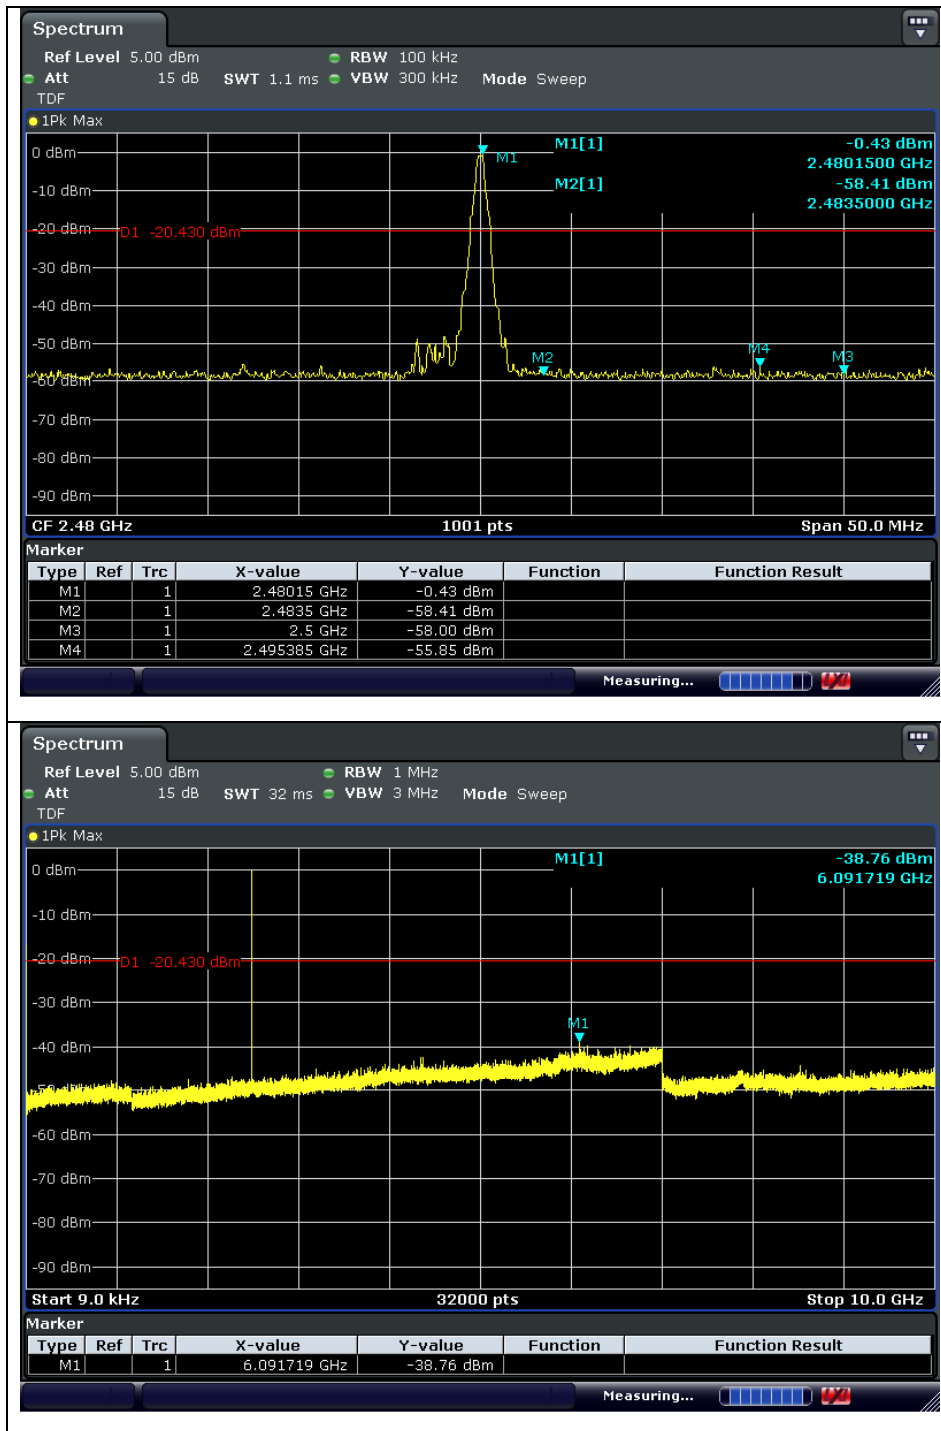 Spectrum
Ref Level 5.00 dBm RBW 100 kHz
Att 15 dB SWT 1.1 ms VBW 300 kHz Mode Sweep
TDF
1Pk Max
M1[1] -0.43 dBm
2.4801500 GHz
M2[1] -58.41 dBm
2.4835000 GHz
0 dBm
M1
-10 dBm
-20 dBm
D1 -20.430 dBm
-30 dBm
-40 dBm
-50 dBm
M2
M4
M3
-60 dBm
-70 dBm
-80 dBm
-90 dBm
CF 2.48 GHz 1001 pts Span 50.0 MHz
Marker
Type Ref Trc X-value Y-value Function Function Result
M1 1 2.48015 GHz -0.43 dBm
M2 1 2.4835 GHz -58.41 dBm
M3 1 2.5 GHz -58.00 dBm
M4 1 2.495385 GHz -55.85 dBm
Measuring...
Spectrum
Ref Level 5.00 dBm RBW 1 MHz
Att 15 dB SWT 32 ms VBW 3 MHz Mode Sweep
TDF
1Pk Max
M1[1] -38.76 dBm
6.091719 GHz
0 dBm
-10 dBm
-20 dBm
D1 -20.430 dBm
-30 dBm
M1
-40 dBm
-50 dBm
-60 dBm
-70 dBm
-80 dBm
-90 dBm
Start 9.0 kHz 32000 pts Stop 10.0 GHz
Marker
Type Ref Trc X-value Y-value Function Function Result
M1 1 6.091719 GHz -38.76 dBm
Measuring...